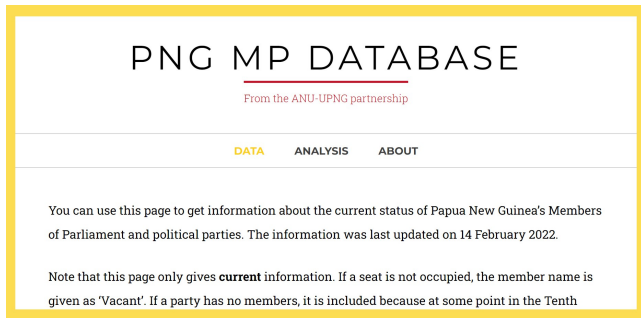 PNG MP DATABASE
From the ANU-UPNG partnership
DATA ANALYSIS ABOUT
You can use this page to get information about the current status of Papua New Guinea's Members
of Parliament and political parties. The information was last updated on 14 February 2022.
Note that this page only gives current information. If a seat is not occupied, the member name is
given as 'Vacant'. If a party has no members, it is included because at some point in the Tenth